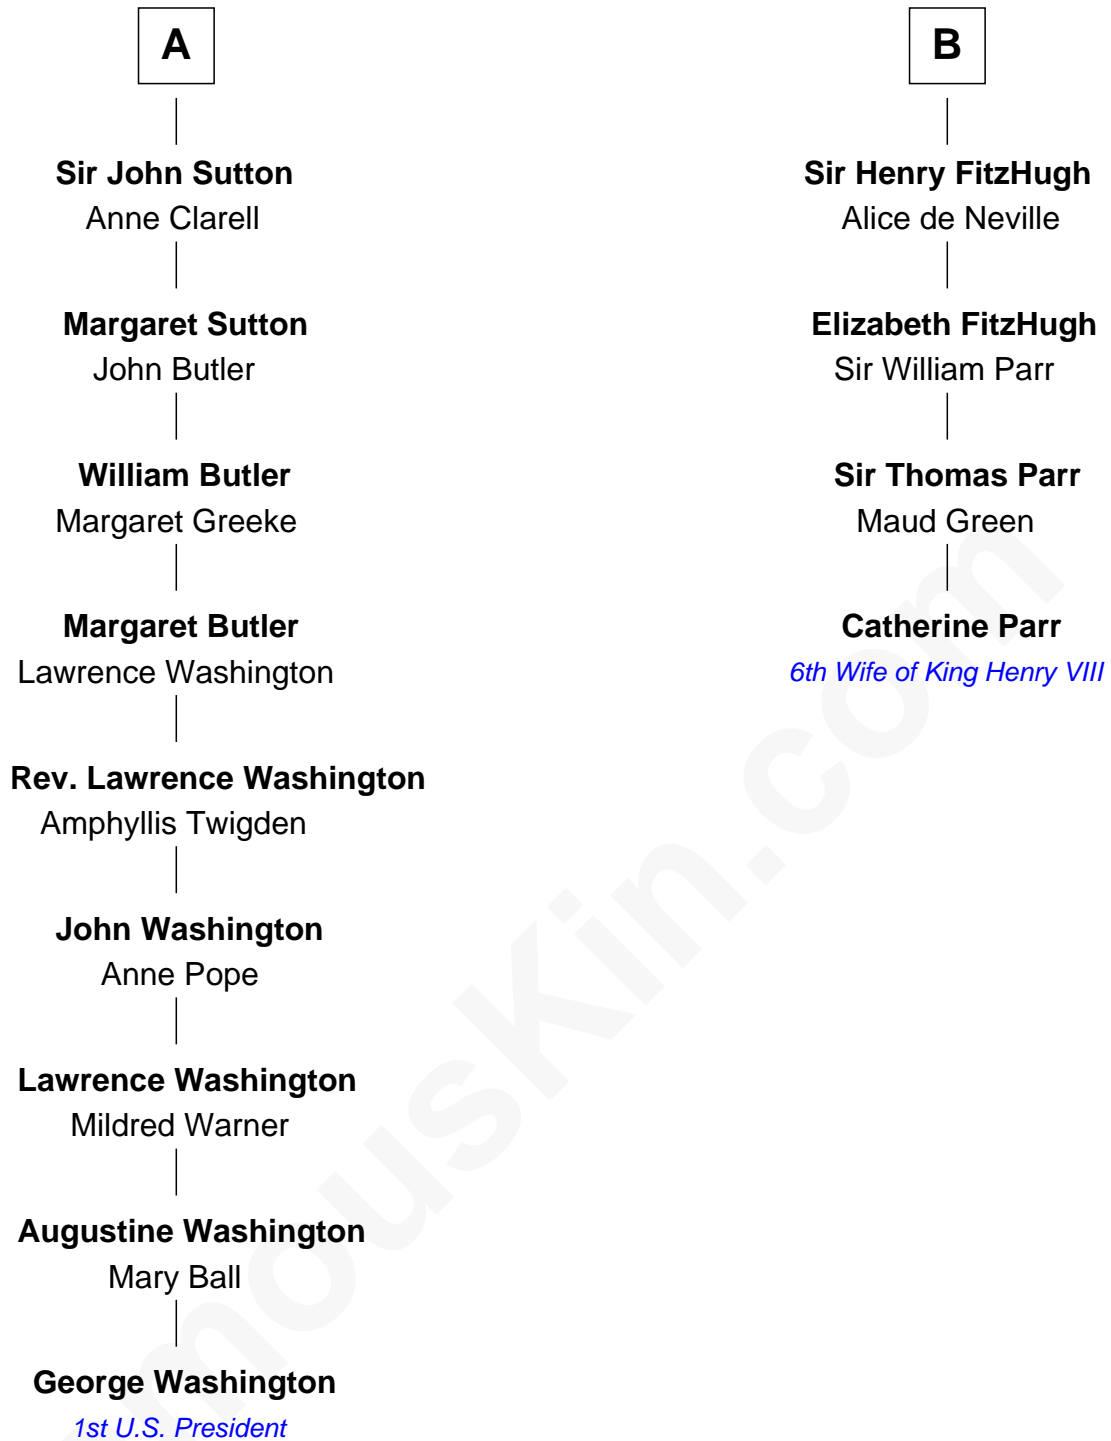 A
Sir John Sutton
Anne Clarell
Margaret Sutton
John Butler
William Butler
Margaret Greeke
Margaret Butler
Lawrence Washington
Rev. Lawrence Washington
Amphyllis Twigden
John Washington
Anne Pope
Lawrence Washington
Mildred Warner
Augustine Washington
Mary Ball
George Washington
1st U.S. President
B
Sir Henry FitzHugh
Alice de Neville
Elizabeth FitzHugh
Sir William Parr
Sir Thomas Parr
Maud Green
Catherine Parr
6th Wife of King Henry VIII
mousKin.com